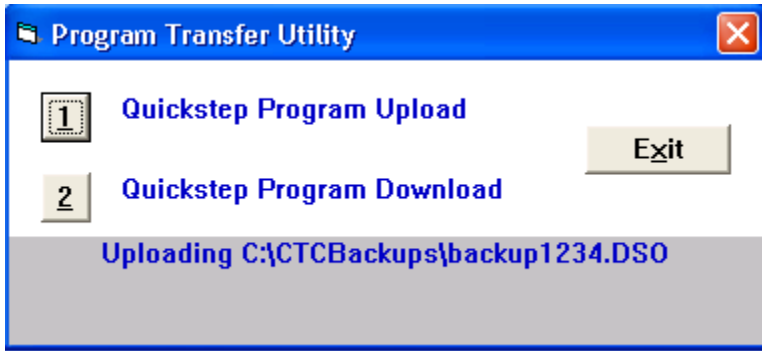 Program Transfer Utility
1 Quickstep Program Upload
Exit
2 Quickstep Program Download
Uploading C:\CTCBackups\backup1234.DSO